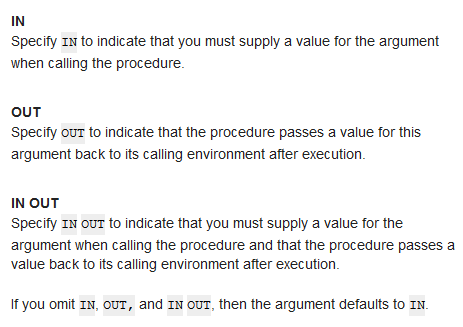 IN
Specify IN to indicate that you must supply a value for the argument
when calling the procedure.
OUT
Specify OUT to indicate that the procedure passes a value for this
argument back to its calling environment after execution.
IN OUT
Specify IN OUT to indicate that you must supply a value for the
argument when calling the procedure and that the procedure passes a
value back to its calling environment after execution.
If you omit IN, OUT, and IN OUT, then the argument defaults to IN.